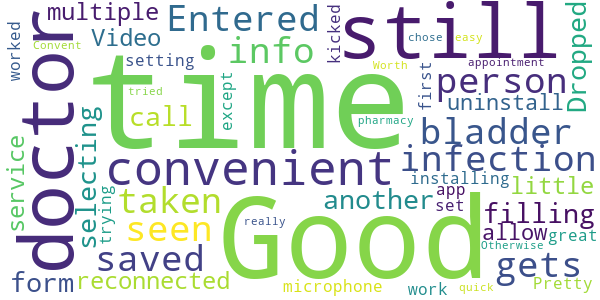 multiple
Entered
kicked
still
chose
easy
Dropped
worked
Convent
Video
info
setting
time
Worth
appointment
doctor
tried
except
first
person
uninstall
call
pharmacy
bladder
service
selecting
convenient
infection
installing
little
trying
taken
another
app
set
filling
seen
Good
really
allow
great
Otherwise
saved
gets
form
reconnected
microphone
work
quick
Pretty